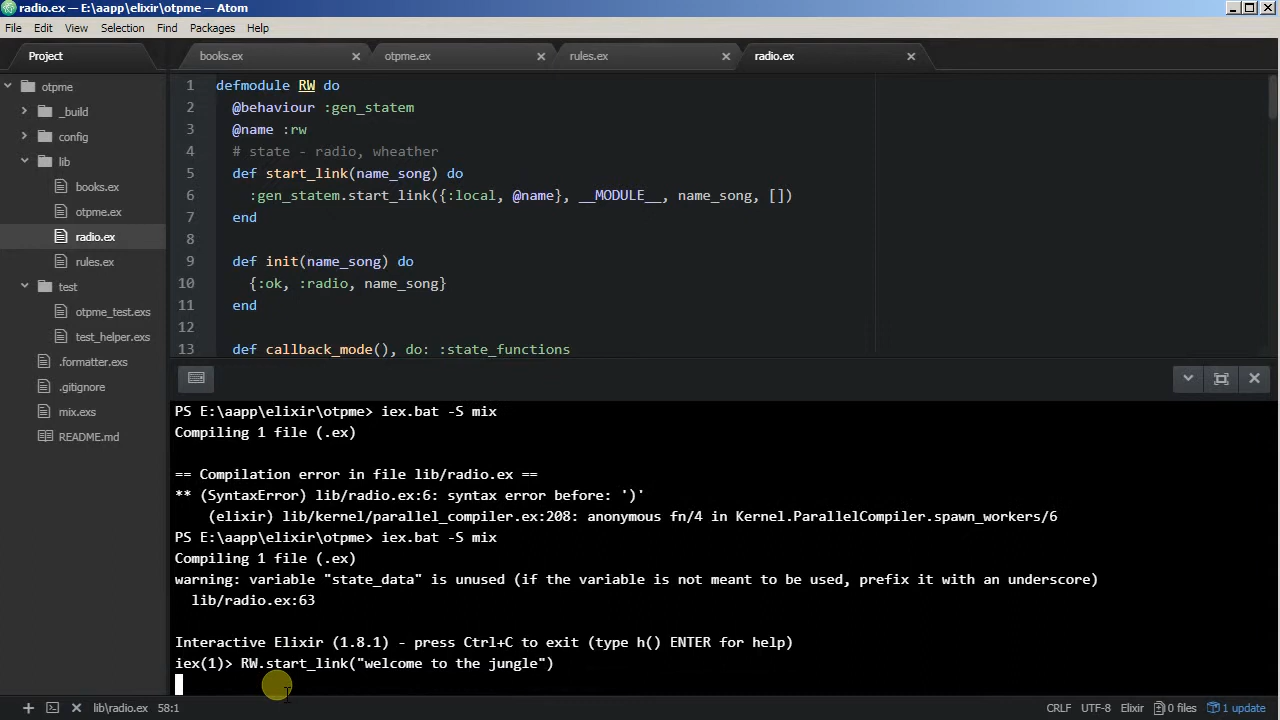 radio.ex — E:\aapp\elixir\otpme — Atom
File Edit View Selection Find Packages Help
Project
books.ex
otpme.ex
rules.ex
radio.ex
otpme
_build
config
lib
books.ex
otpme.ex
radio.ex
rules.ex
test
otpme_test.exs
test_helper.exs
.formatter.exs
.gitignore
mix.exs
README.md
1 defmodule RW do
2 @behaviour :gen_statem
3 @name :rw
4 # state - radio, wheather
5 def start_link(name_song) do
6 :gen_statem.start_link({:local, @name}, __MODULE__, name_song, [])
7 end
8
9 def init(name_song) do
10 {:ok, :radio, name_song}
11 end
12
13 def callback_mode(), do: :state_functions
PS E:\aapp\elixir\otpme> iex.bat -S mix
Compiling 1 file (.ex)
== Compilation error in file lib/radio.ex ==
** (SyntaxError) lib/radio.ex:6: syntax error before: ')'
(elixir) lib/kernel/parallel_compiler.ex:208: anonymous fn/4 in Kernel.ParallelCompiler.spawn_workers/6
PS E:\aapp\elixir\otpme> iex.bat -S mix
Compiling 1 file (.ex)
warning: variable "state_data" is unused (if the variable is not meant to be used, prefix it with an underscore)
lib/radio.ex:63
Interactive Elixir (1.8.1) - press Ctrl+C to exit (type h() ENTER for help)
iex(1)> RW.start_link("welcome to the jungle")
lib\radio.ex 58:1
CRLF UTF-8 Elixir 0 files 1 update